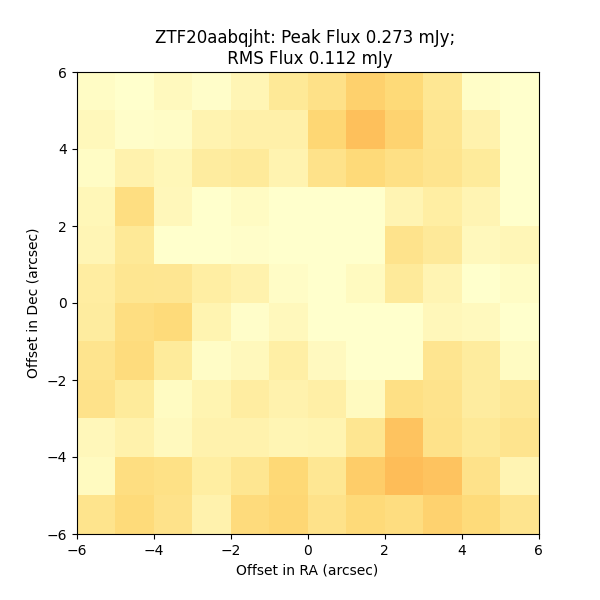 ZTF20aabqjht: Peak Flux 0.273 mJy;
RMS Flux 0.112 mJy
6
4
2
0
−2
−4
−6
Offset in Dec (arcsec)
−6 −4 −2 0 2 4 6
Offset in RA (arcsec)